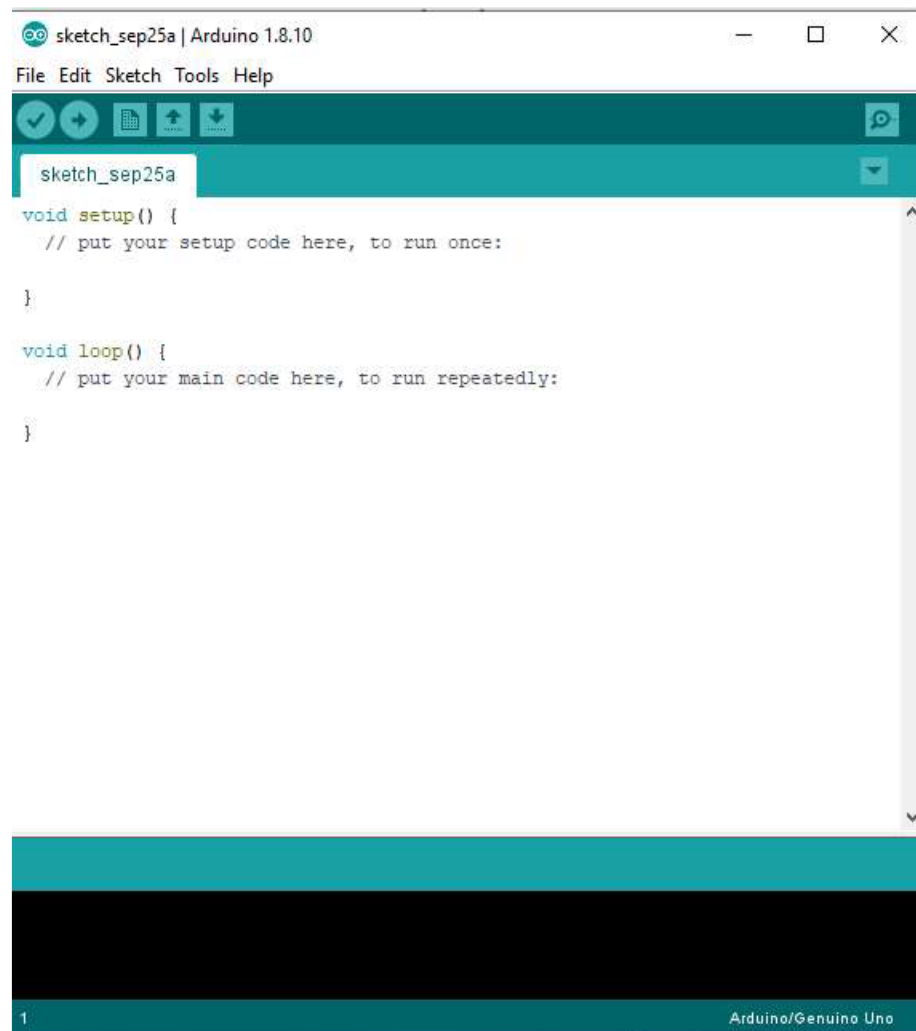 sketch_sep25a | Arduino 1.8.10
File Edit Sketch Tools Help
sketch_sep25a
void setup() {
  // put your setup code here, to run once:
}
void loop() {
  // put your main code here, to run repeatedly:
}
1 Arduino/Genuino Uno